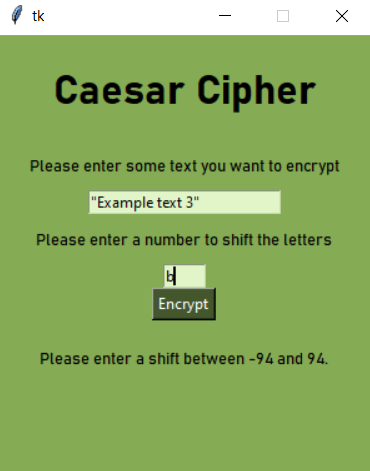 tk
Caesar Cipher
Please enter some text you want to encrypt
"Example text 3"
Please enter a number to shift the letters
b
Encrypt
Please enter a shift between -94 and 94.